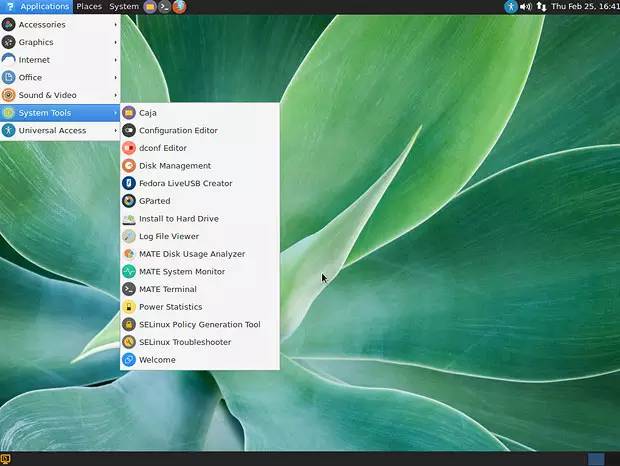 Applications Places System
Thu Feb 25, 16:41
Accessories
Graphics
Internet
Office
Sound & Video
System Tools
Universal Access
Caja
Configuration Editor
dconf Editor
Disk Management
Fedora LiveUSB Creator
GParted
Install to Hard Drive
Log File Viewer
MATE Disk Usage Analyzer
MATE System Monitor
MATE Terminal
Power Statistics
SELinux Policy Generation Tool
SELinux Troubleshooter
Welcome